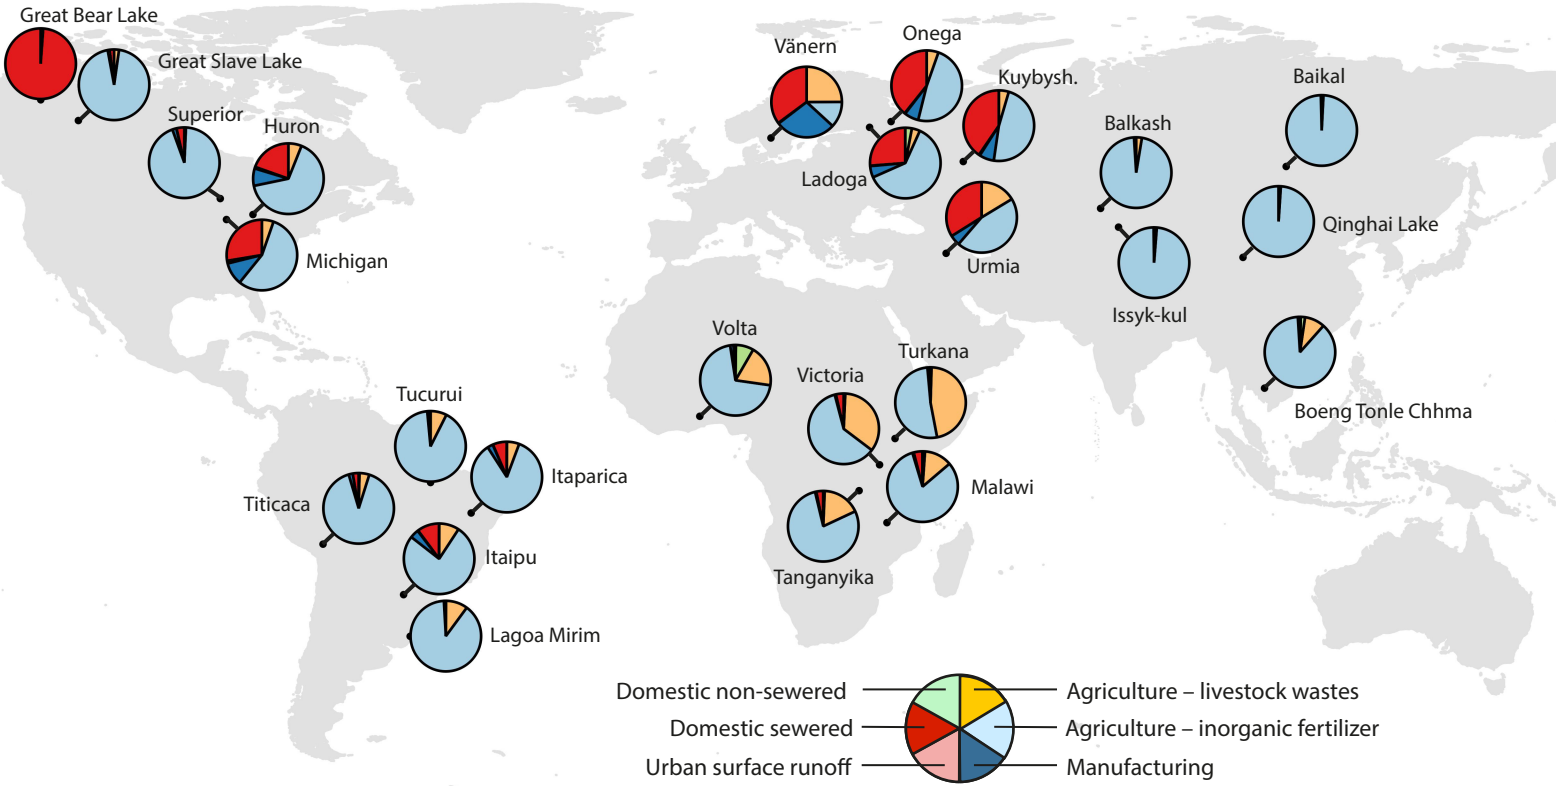 Great Bear Lake
Great Slave Lake
Superior
Huron
Michigan
Vänern
Onega
Kuybysh.
Ladoga
Urmia
Balkash
Baikal
Qinghai Lake
Issyk-kul
Boeng Tonle Chhma
Volta
Victoria
Turkana
Malawi
Tanganyika
Tucurui
Itaparica
Titicaca
Itaipu
Lagoa Mirim
Domestic non-sewered
Domestic sewered
Urban surface runoff
Agriculture – livestock wastes
Agriculture – inorganic fertilizer
Manufacturing